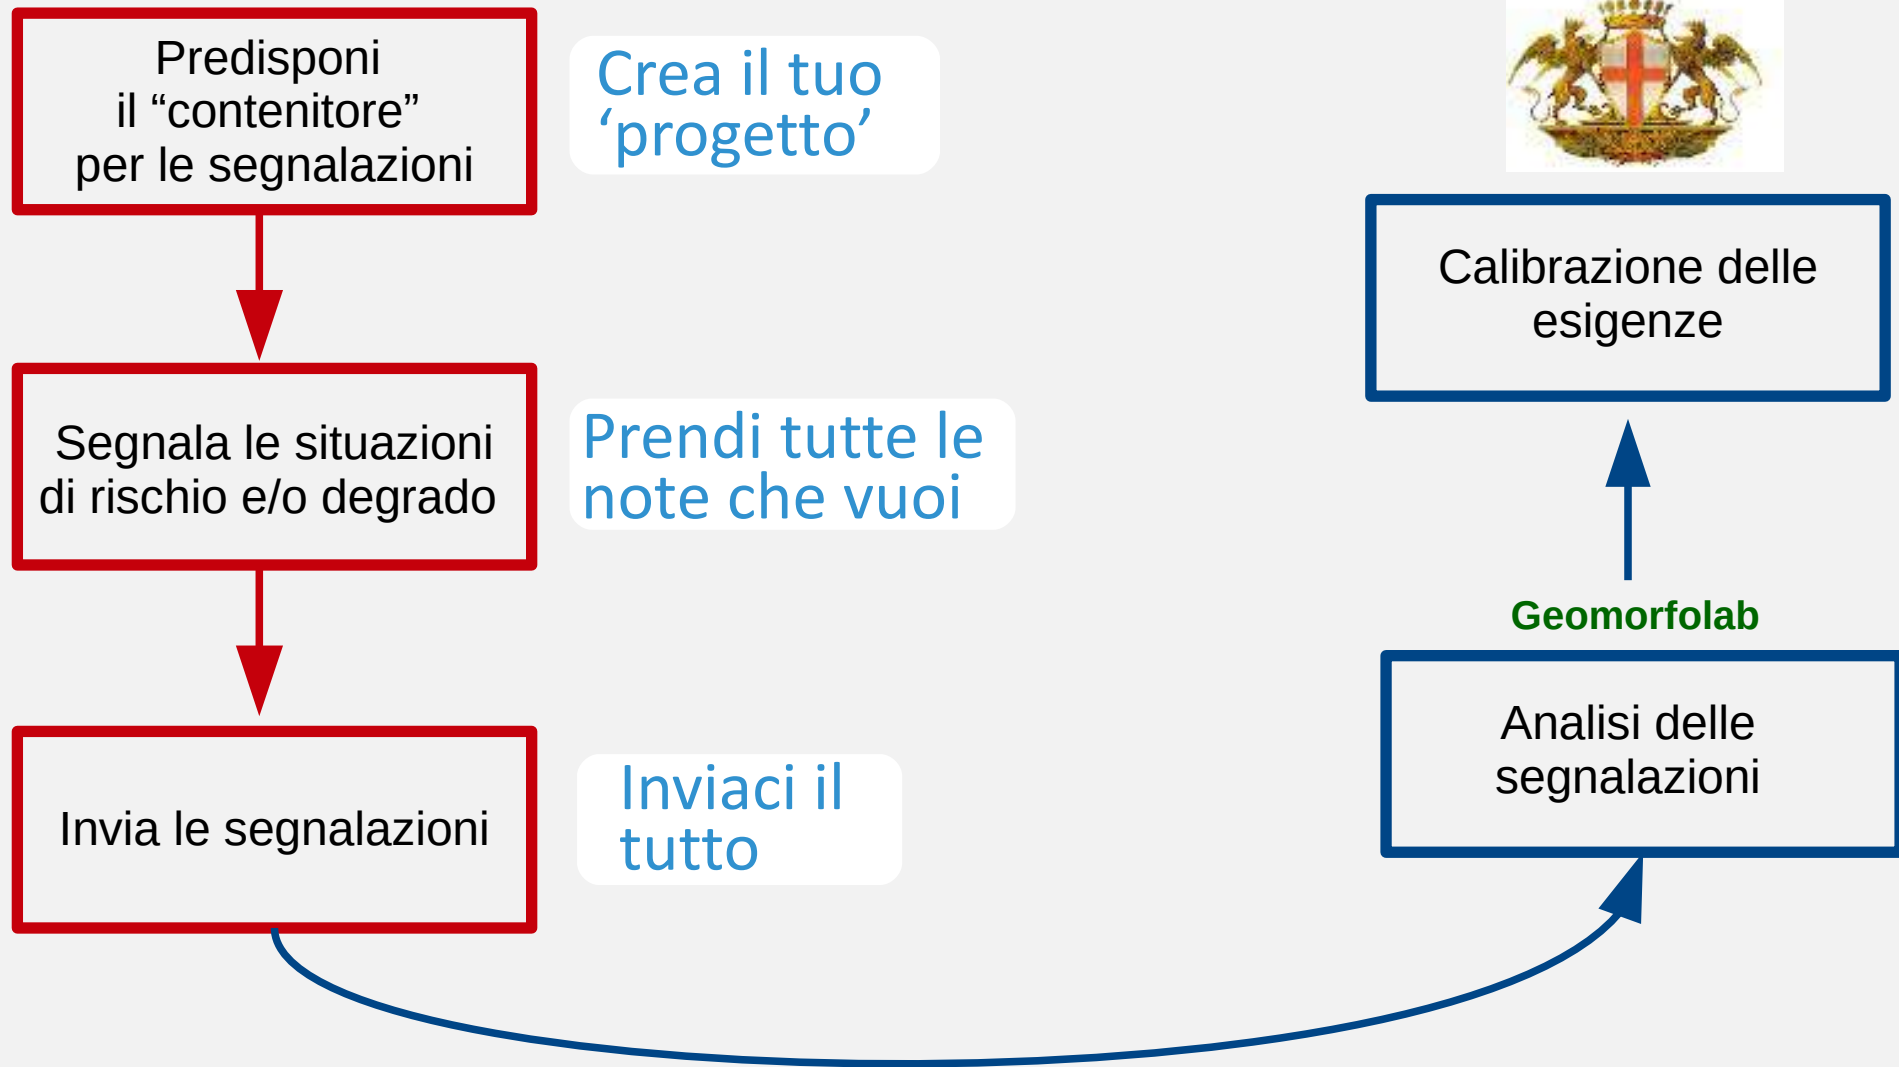 Predisponi
il “contenitore”
per le segnalazioni
Crea il tuo
‘progetto’
Segnala le situazioni
di rischio e/o degrado
Prendi tutte le
note che vuoi
Invia le segnalazioni
Inviaci il
tutto
Calibrazione delle
esigenze
Geomorfolab
Analisi delle
segnalazioni